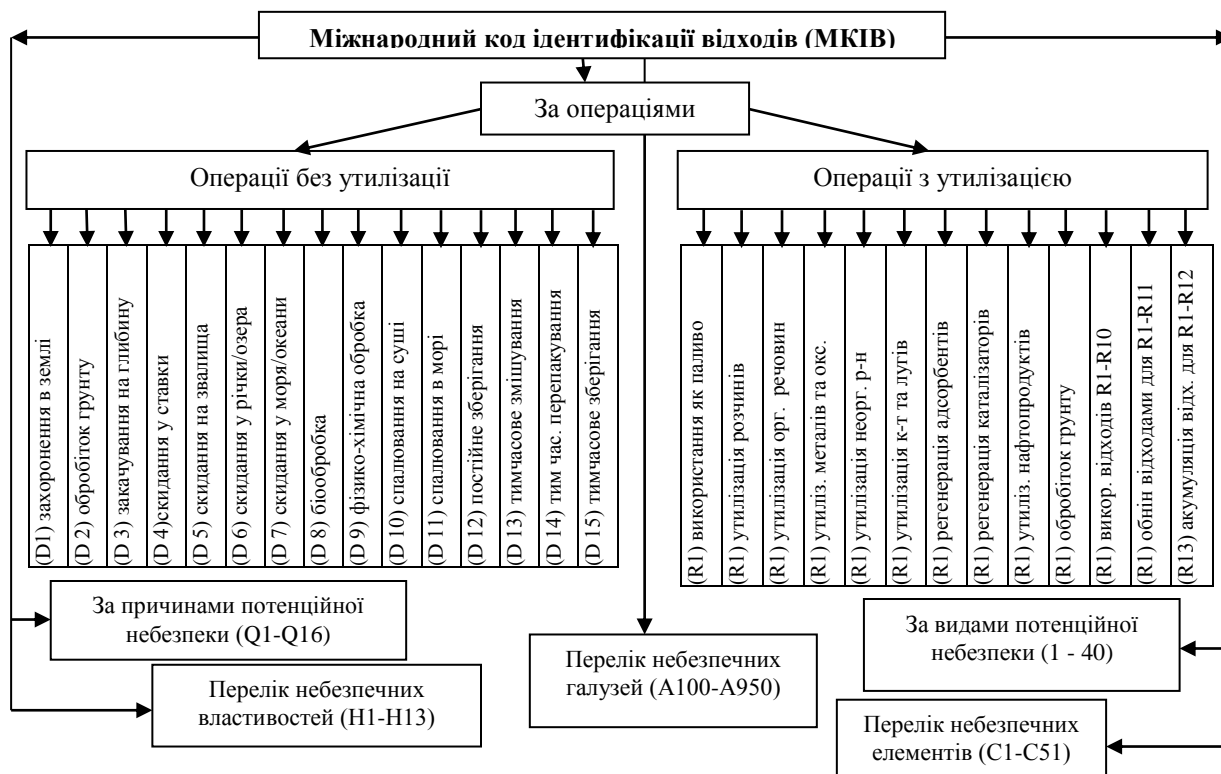 Міжнародний код ідентифікації відходів (МКІВ)
За операціями
Операції без утилізації
Операції з утилізацією
(D1) захоронення в землі
(D 2) обробіток грунту
(D 3) закачування на глибину
(D 4)скидання у ставки
(D 5) скидання на звалища
(D 6) скидання у річки/озера
(D 7) скидання у моря/океани
(D 8) біообробка
(D 9) фізико-хімічна обробка
(D 10) спалювання на суші
(D 11) спалювання в морі
(D 12) постійне зберігання
(D 13) тимчасове змішування
(D 14) тим час. перепакування
(D 15) тимчасове зберігання
(R1) використання як паливо
(R1) утилізація розчинів
(R1) утилізація орг. речовин
(R1) утиліз. металів та окс.
(R1) утилізація неорг. р-н
(R1) утилізація к-т та лугів
(R1) регенерація адсорбентів
(R1) регенерація каталізаторів
(R1) утиліз. нафтопродуктів
(R1) обробіток грунту
(R1) викор. відходів R1-R10
(R1) обнін відходами для R1-R11
(R13) акумуляція відх. для R1-R12
За причинами потенційної
небезпеки (Q1-Q16)
Перелік небезпечних
властивостей (H1-H13)
Перелік небезпечних
галузей (А100-А950)
За видами потенційної
небезпеки (1 - 40)
Перелік небезпечних
елементів (С1-С51)